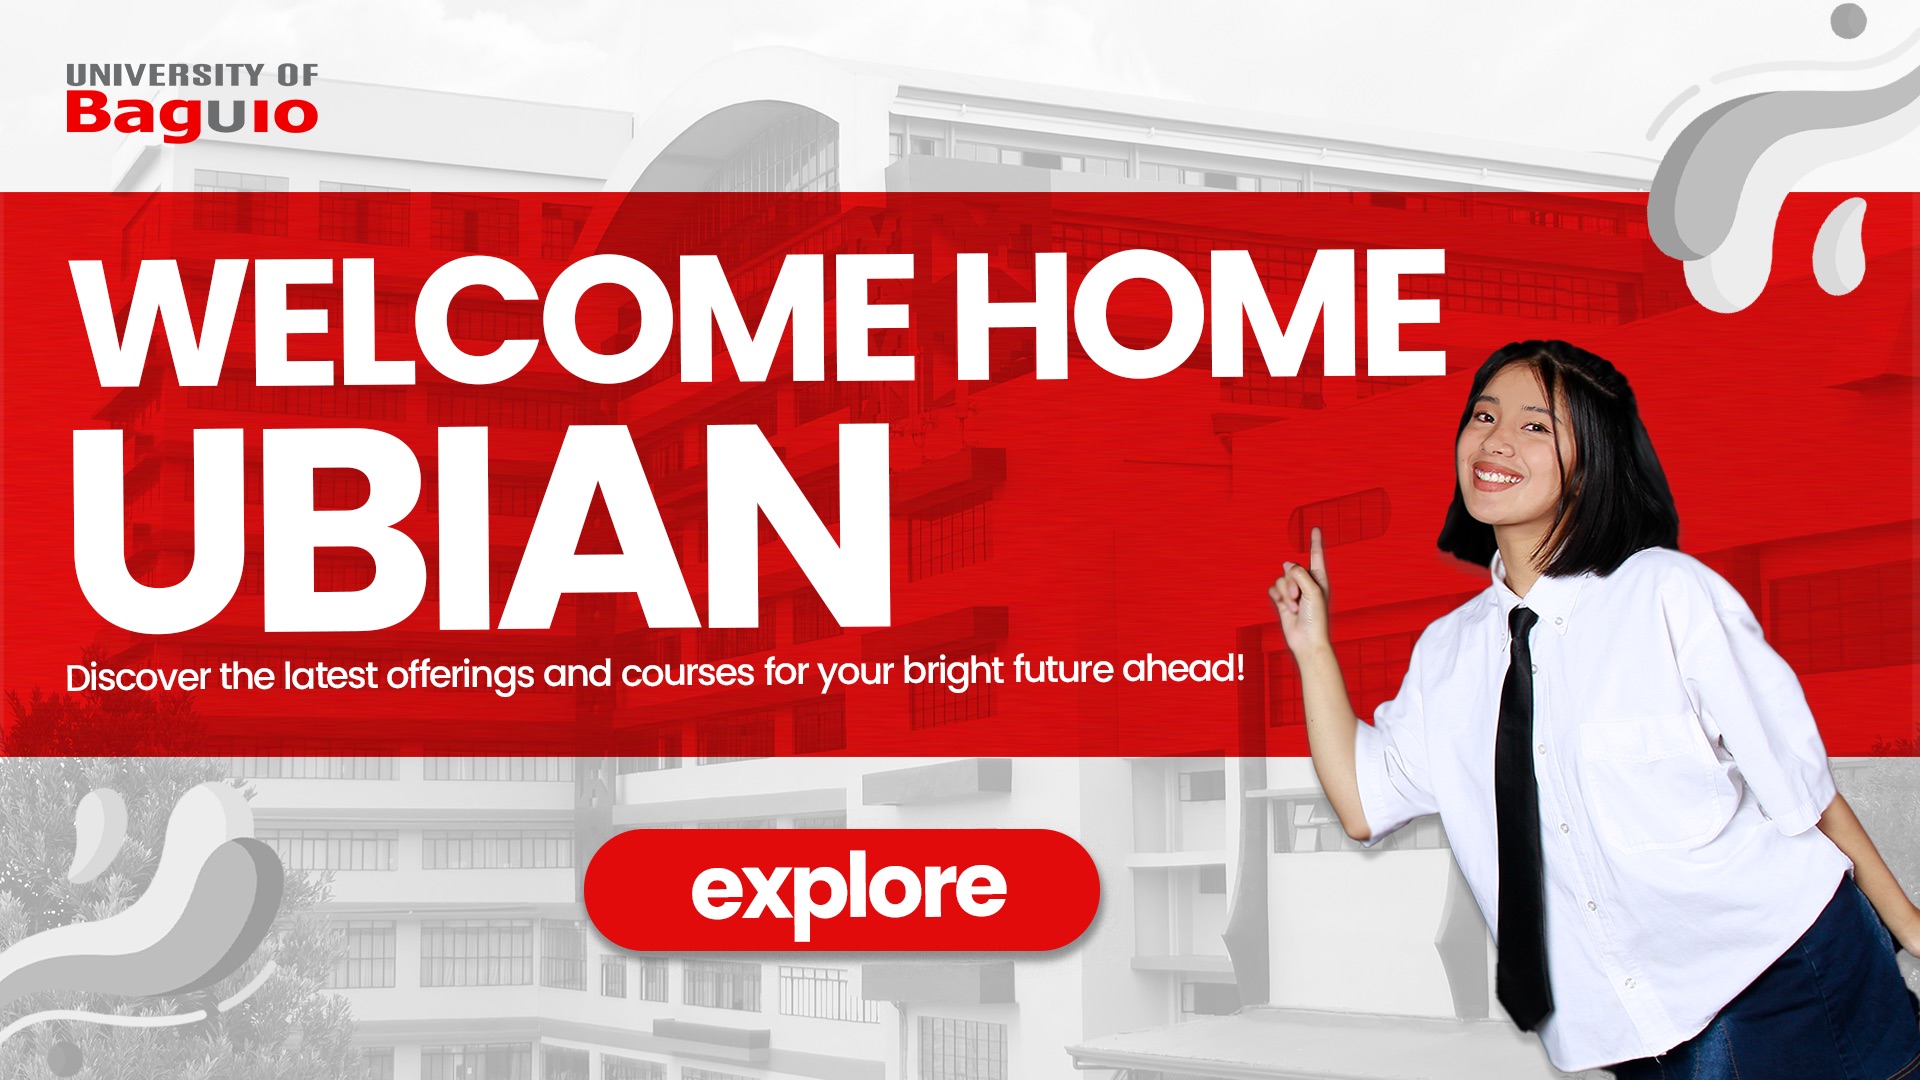 UNIVERSITY OF
Baguio
WELCOME HOME
UBIAN
Discover the latest offerings and courses for your bright future ahead!
explore